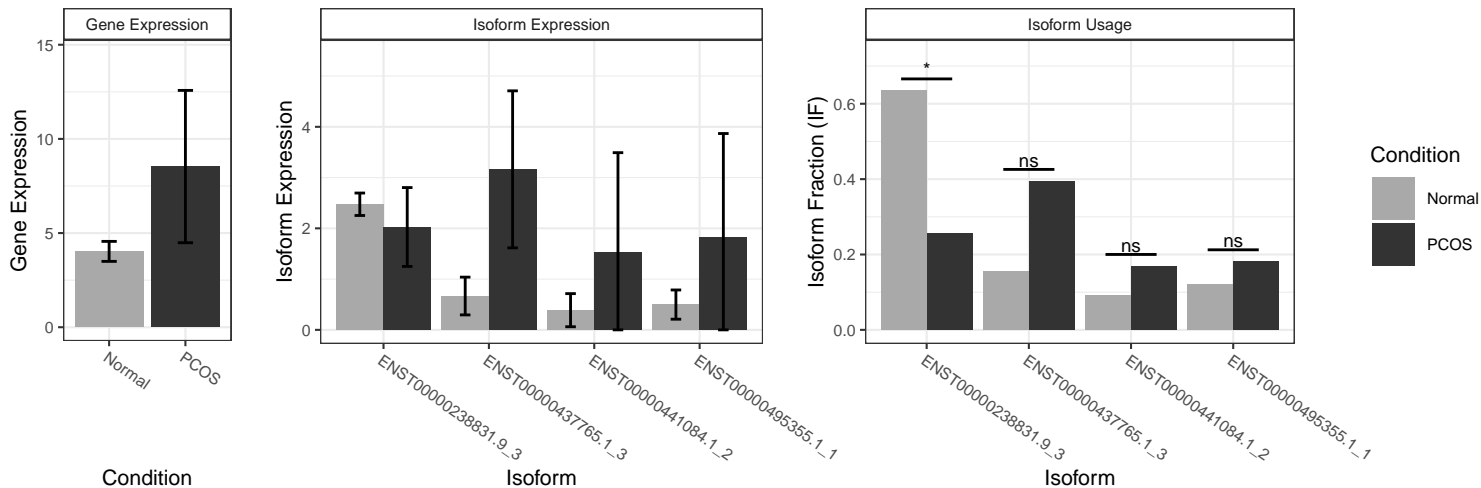 Gene Expression
Isoform Expression
Isoform Usage
Gene Expression
15
10
5
0
Normal
PCOS
Condition
Isoform Expression
4
2
0
ENST00000238831.9_3
ENST00000437765.1_3
ENST00000441084.1_2
ENST00000495355.1_1
Isoform
Isoform Fraction (IF)
0.6
0.4
0.2
0.0
*
ns
ns
ns
ENST00000238831.9_3
ENST00000437765.1_3
ENST00000441084.1_2
ENST00000495355.1_1
Isoform
Condition
Normal
PCOS